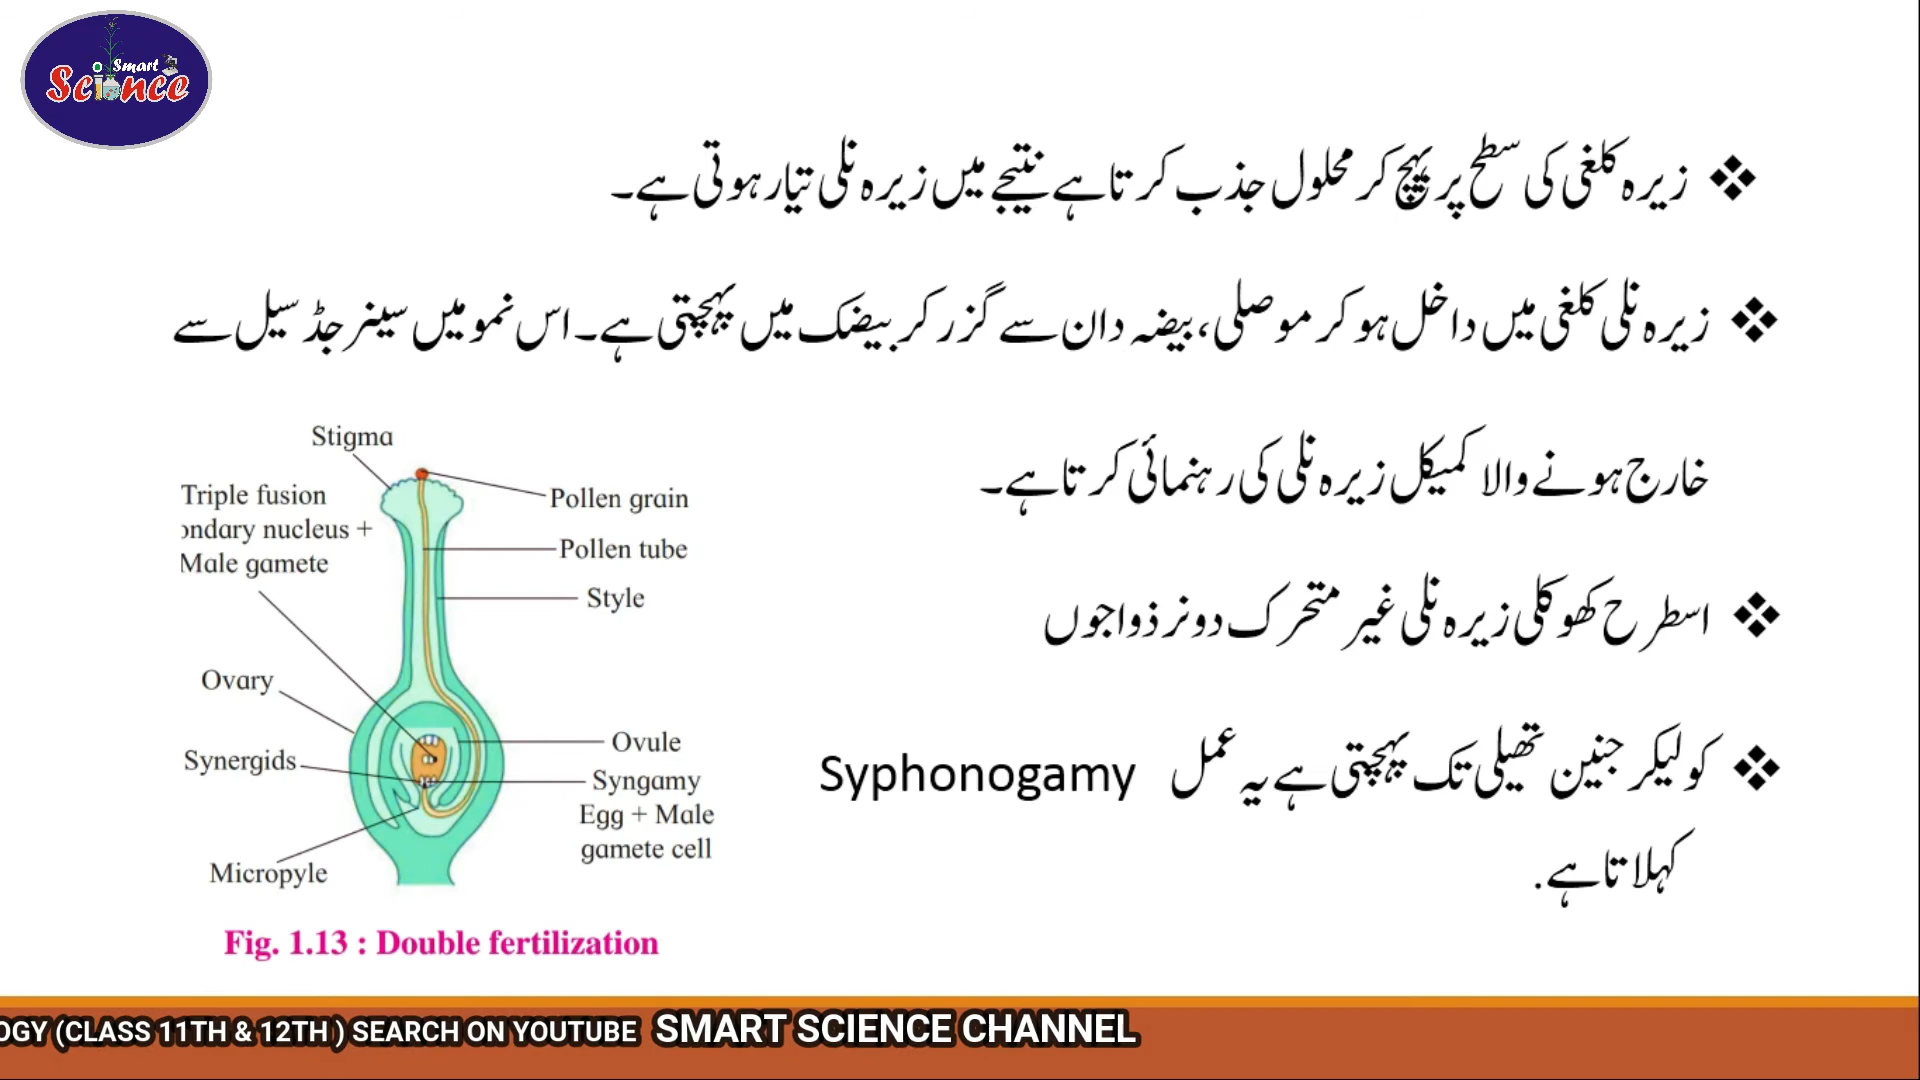 Smart
Science
❖ زیرہ کلغی کی سطح پر پہنچ کر محلول جذب کرتا ہے نتیجے میں زیرہ نلی تیار ہوتی ہے۔
❖ زیرہ نلی کلغی میں داخل ہو کر موصلی، بیضہ دان سے گزر کر بیضک میں پہنچتی ہے۔ اس نمو میں سینرجڈ سیل سے
خارج ہونے والا کمیکل زیرہ نلی کی رہنمائی کرتا ہے۔
❖ اسطرح کھوکلی زیرہ نلی غیر متحرک دو نر ذواجوں
❖ کو لیکر جنین تھیلی تک پہنچتی ہے یہ عمل Syphonogamy
کہلاتا ہے.
Stigma
Triple fusion
ondary nucleus +
Male gamete
Pollen grain
Pollen tube
Style
Ovary
Synergids
Micropyle
Ovule
Syngamy
Egg + Male
gamete cell
Fig. 1.13 : Double fertilization
OGY (CLASS 11TH & 12TH ) SEARCH ON YOUTUBE SMART SCIENCE CHANNEL